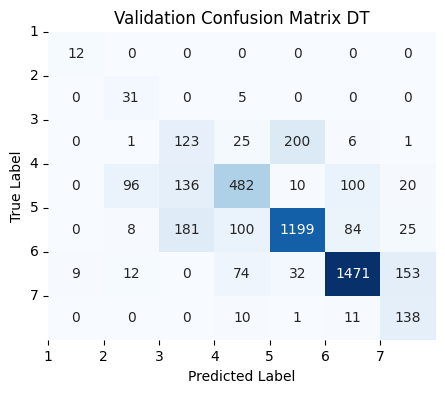 Validation Confusion Matrix DT
1
12 0 0 0 0 0 0
2
0 31 0 5 0 0 0
3
0 1 123 25 200 6 1
4
0 96 136 482 10 100 20
5
0 8 181 100 1199 84 25
6
9 12 0 74 32 1471 153
7
0 0 0 10 1 11 138
1 2 3 4 5 6 7
True Label
Predicted Label